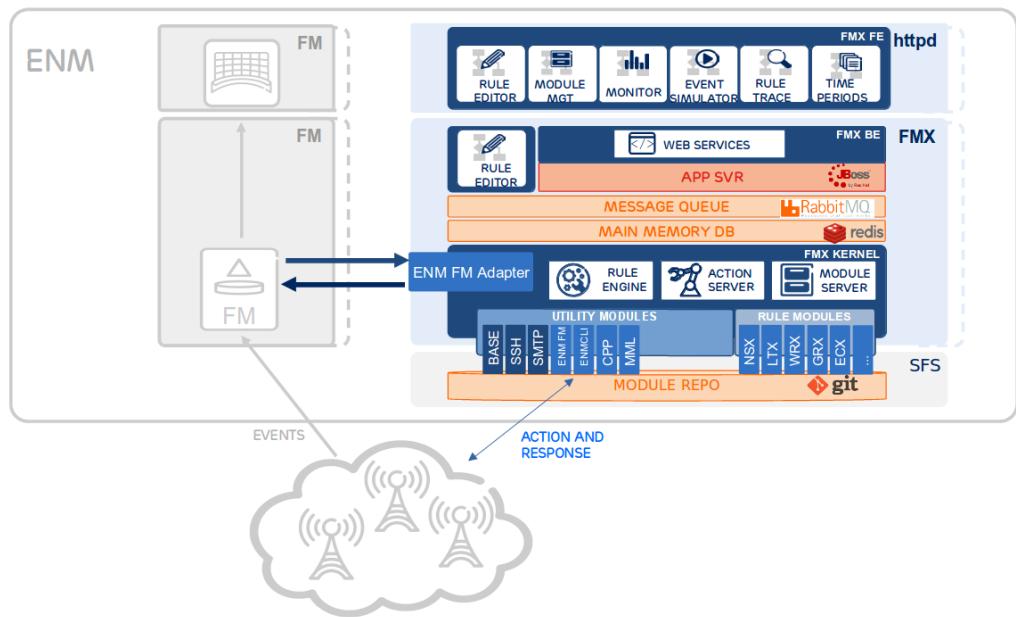 ENM
FM
FMX FE
httpd
RULE
EDITOR
MODULE
MGT
MONITOR
EVENT
SIMULATOR
RULE
TRACE
TIME
PERIODS
FM
FMX BE
FMX
RULE
EDITOR
</> WEB SERVICES
APP SVR
JBoss
by Red Hat
MESSAGE QUEUE
RabbitMQ
MAIN MEMORY DB
redis
FMX KERNEL
ENM FM Adapter
RULE
ENGINE
ACTION
SERVER
MODULE
SERVER
FM
UTILITY MODULES
RULE MODULES
BASE
SSH
SMTP
ENM FM
ENMCLI
CPP
MML
NSX
LTX
WRX
GRX
ECX
...
SFS
MODULE REPO
git
EVENTS
ACTION AND
RESPONSE